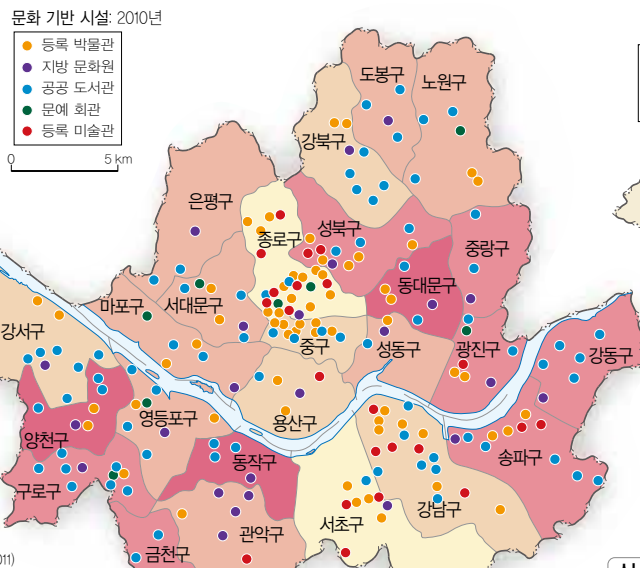 문화 기반 시설: 2010년
등록 박물관
지방 문화원
공공 도서관
문예 회관
등록 미술관
0 5 km
도봉구
노원구
강북구
은평구
종로구
성북구
중랑구
동대문구
마포구
서대문구
강서구
중구
성동구
광진구
강동구
영등포구
용산구
양천구
송파구
동작구
구로구
강남구
서초구
관악구
금천구
011)